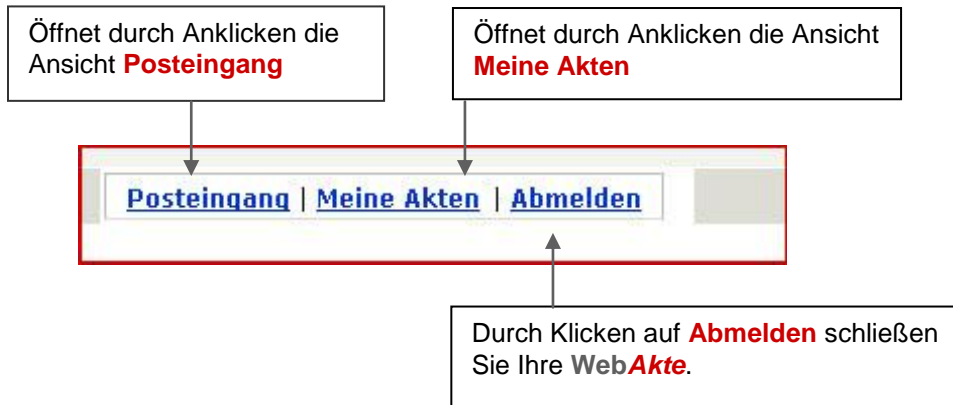 Öffnet durch Anklicken die
Ansicht Posteingang
Öffnet durch Anklicken die Ansicht
Meine Akten
Posteingang | Meine Akten | Abmelden
Durch Klicken auf Abmelden schließen
Sie Ihre WebAkte.